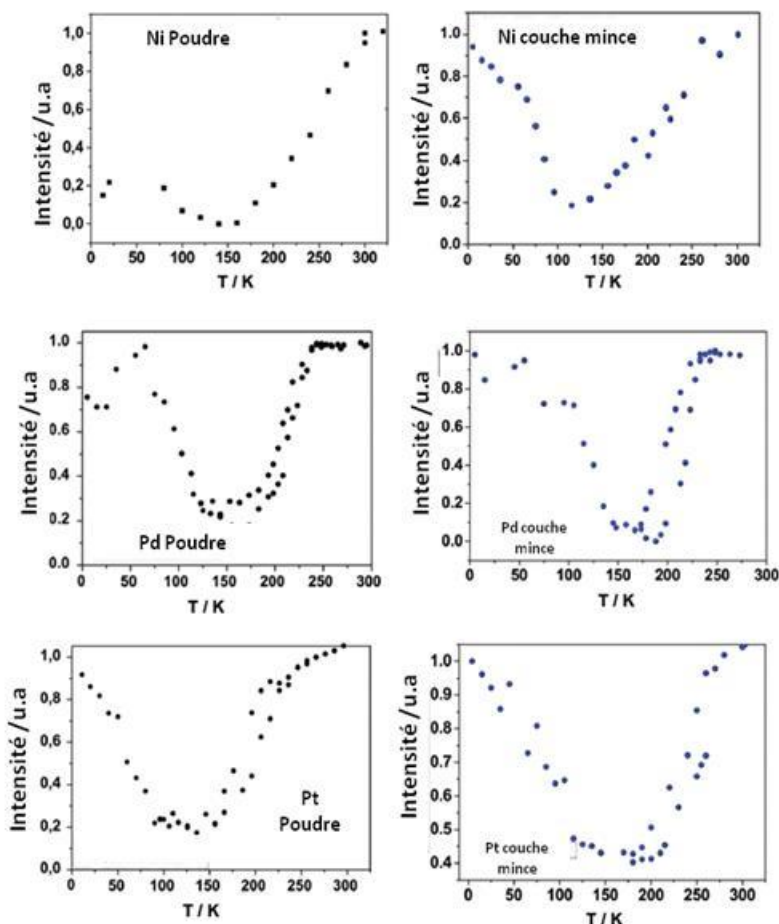 Ni Poudre
Intensité /u.a
1,0
0,8
0,6
0,4
0,2
0,0
0 50 100 150 200 250 300
T / K
Ni couche mince
Intensité /u.a
1.0
0.8
0.6
0.4
0.2
0.0
0 50 100 150 200 250 300
T / K
Pd Poudre
Intensité /u.a
1.0
0.8
0.6
0.4
0.2
0.0
0 50 100 150 200 250 300
T / K
Pd couche
mince
Intensité /u.a
1.0
0.8
0.6
0.4
0.2
0.0
0 50 100 150 200 250 300
T / K
Pt
Poudre
Intensité /u.a
1,0
0,8
0,6
0,4
0,2
0,0
0 50 100 150 200 250 300
T / K
Pt couche
mince
Intensité /u.a
1.0
0.9
0.8
0.7
0.6
0.5
0.4
0 50 100 150 200 250 300
T / K